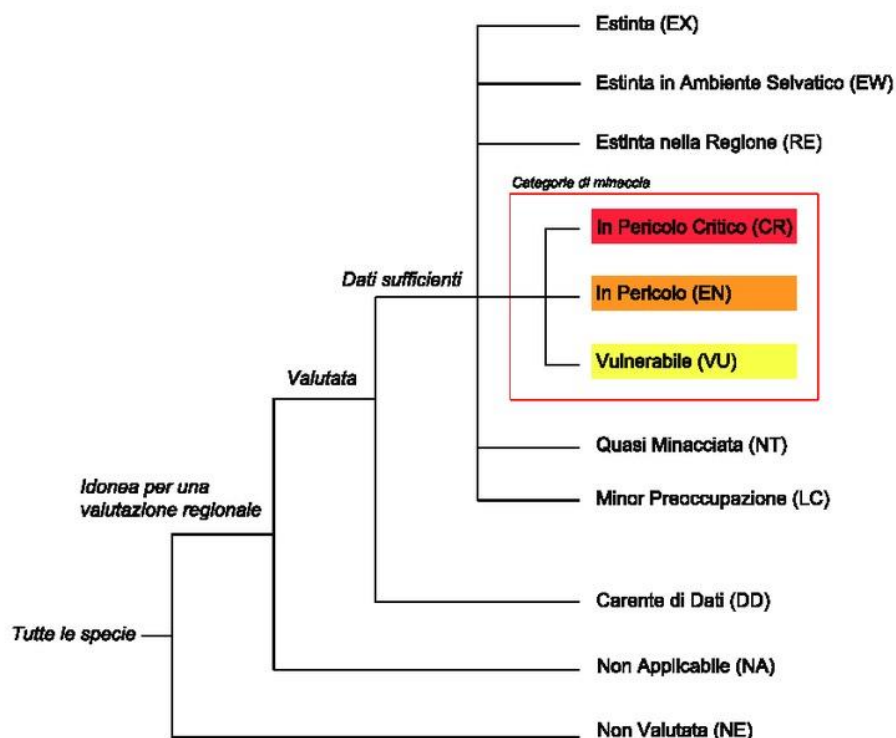 Estinta (EX)
Estinta in Ambiente Selvatico (EW)
Estinta nella Regione (RE)
Categorie di minaccia
In Pericolo Critico (CR)
Dati sufficienti
In Pericolo (EN)
Vulnerabile (VU)
Valutata
Quasi Minacciata (NT)
Idonea per una
valutazione regionale
Minor Preoccupazione (LC)
Carente di Dati (DD)
Tutte le specie
Non Applicabile (NA)
Non Valutata (NE)